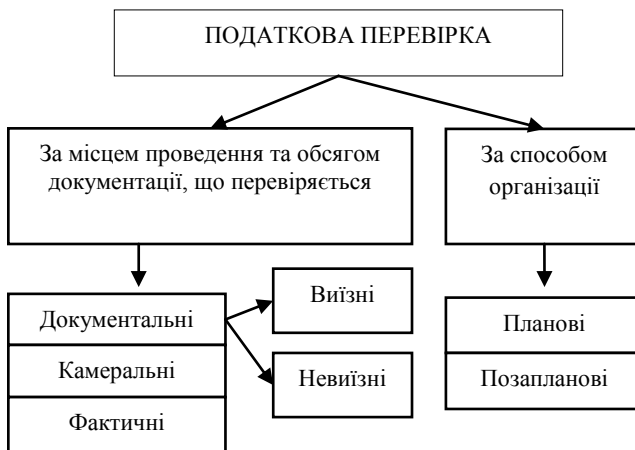 ПОДАТКОВА ПЕРЕВІРКА
За місцем проведення та обсягом
документації, що перевіряється
За способом
організації
Документальні
Камеральні
Фактичні
Виїзні
Невиїзні
Планові
Позапланові